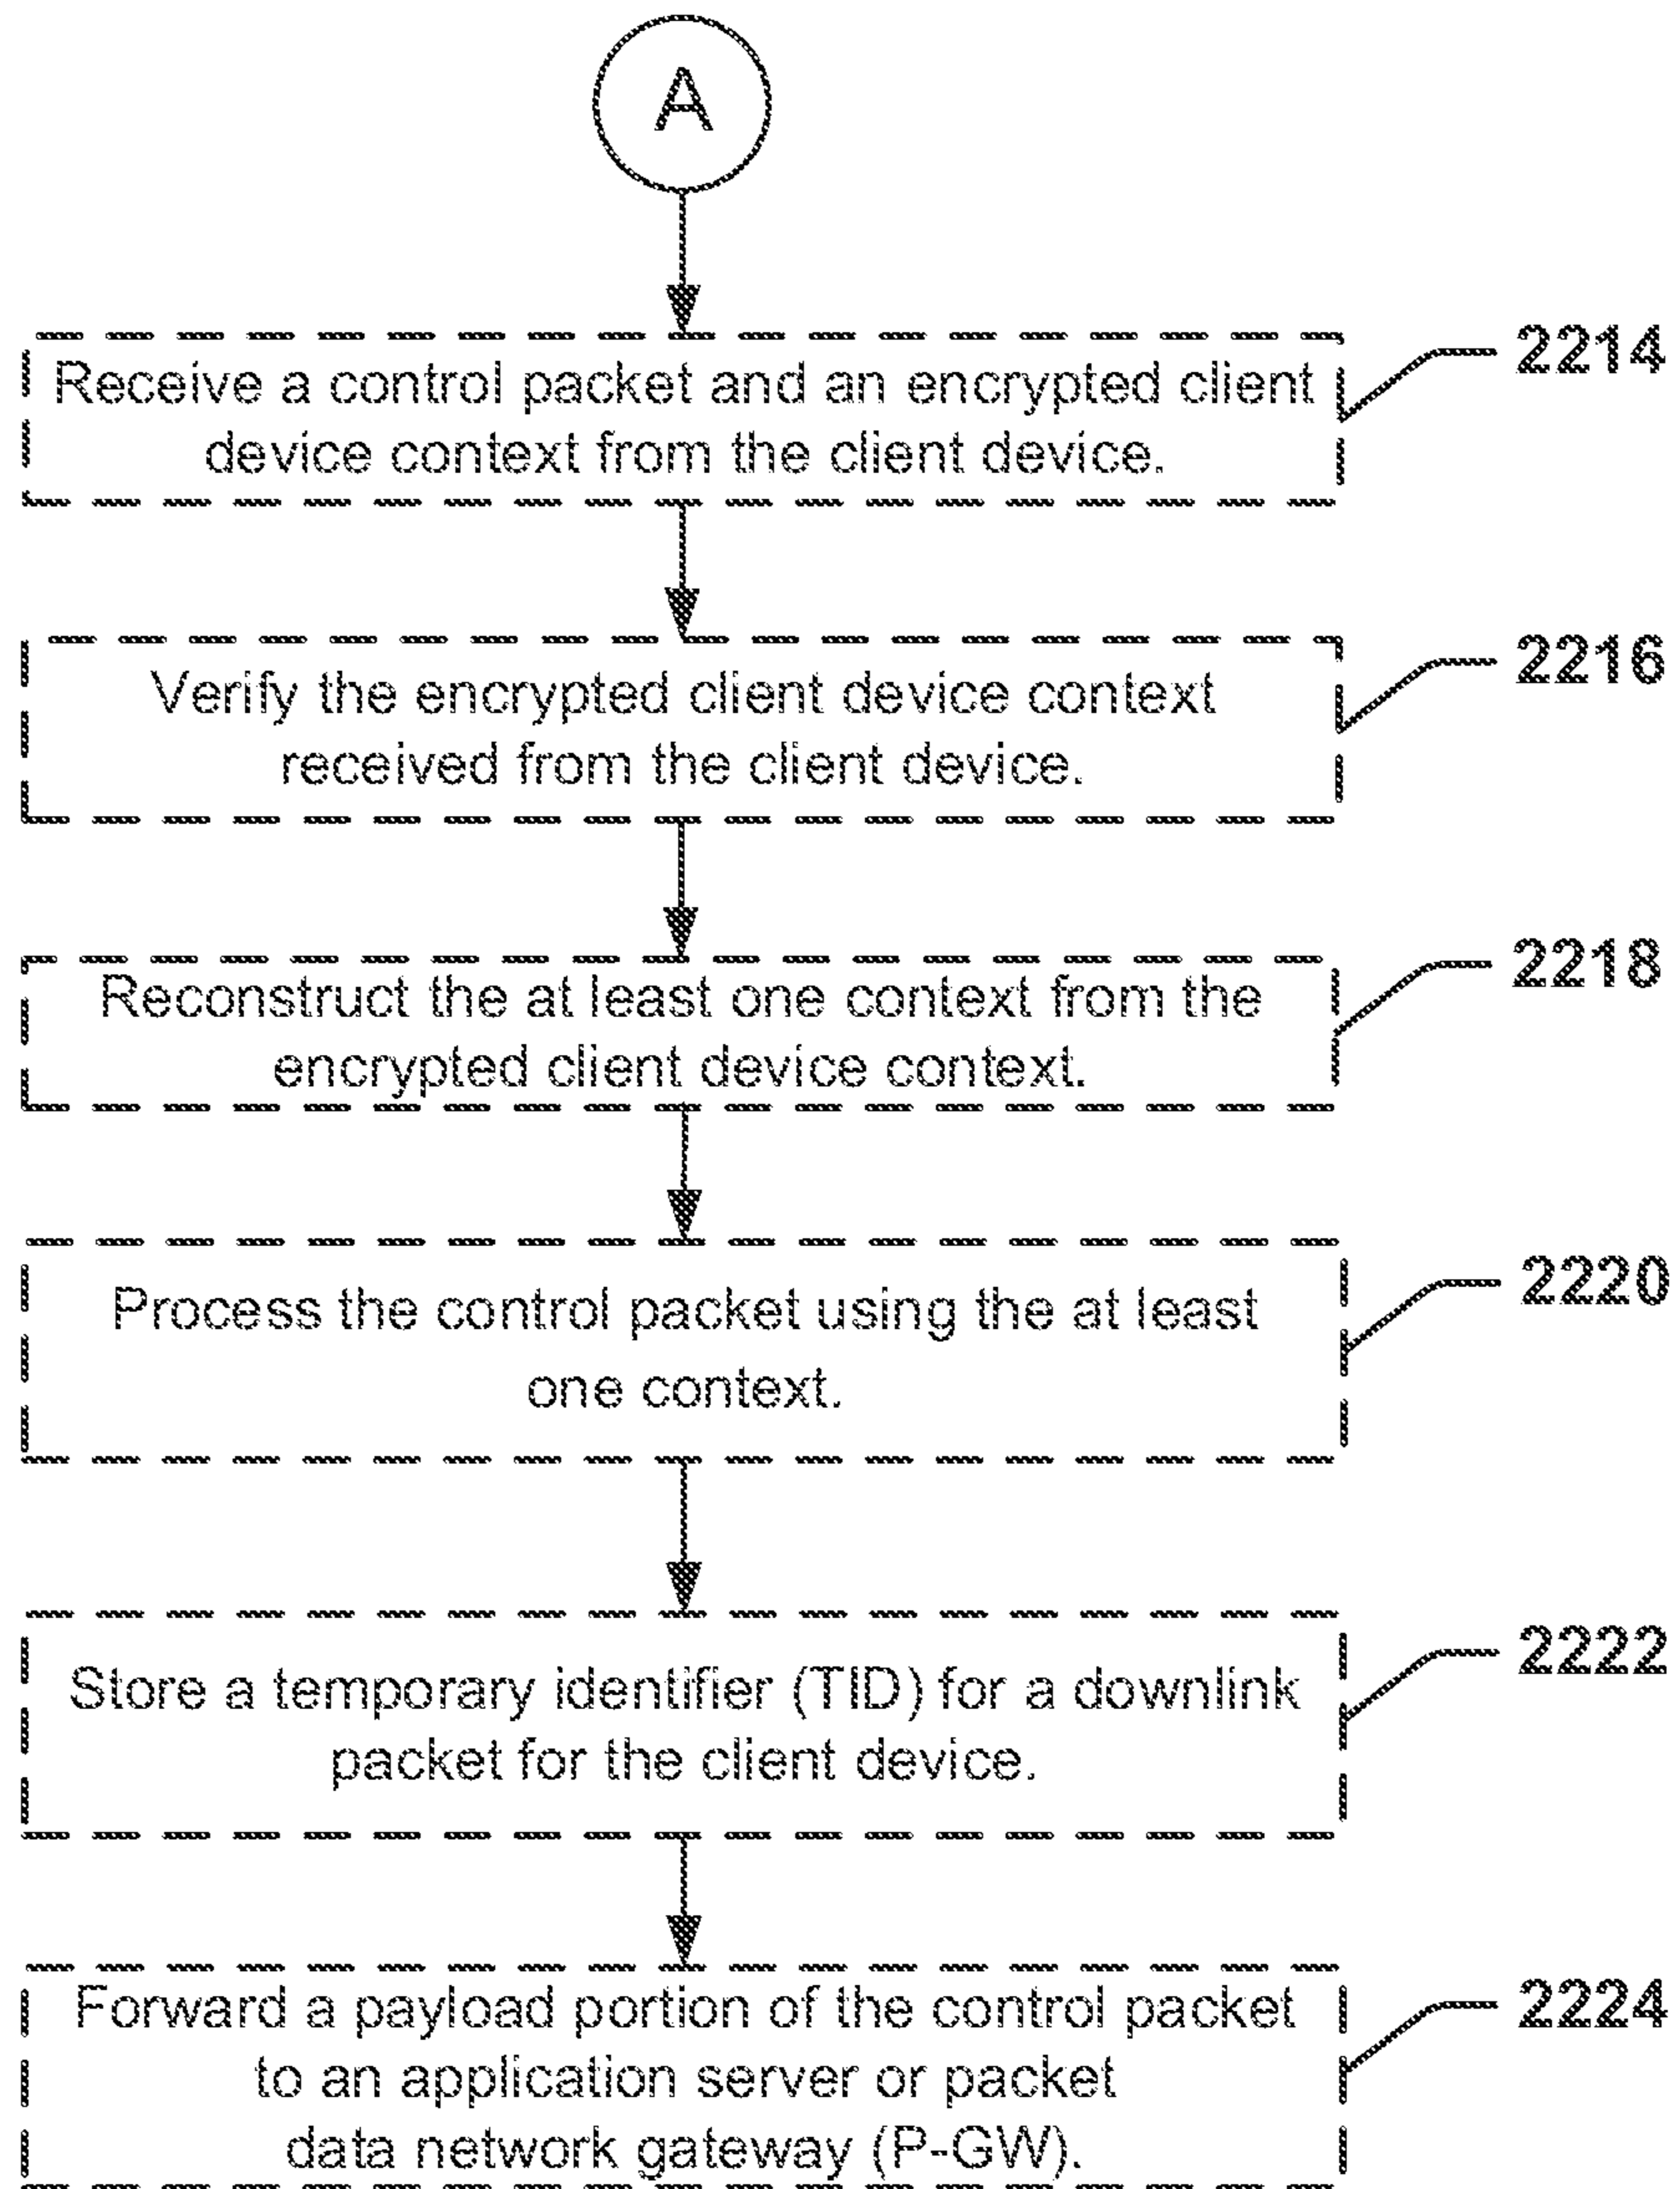 A
2214
Receive a control packet and an encrypted client
device context from the client device.
2216
Verify the encrypted client device context
received from the client device.
2218
Reconstruct the at least one context from the
encrypted client device context.
2220
Process the control packet using the at least
one context.
2222
Store a temporary identifier (TID) for a downlink
packet for the client device.
2224
Forward a payload portion of the control packet
to an application server or packet
data network gateway (P-GW).